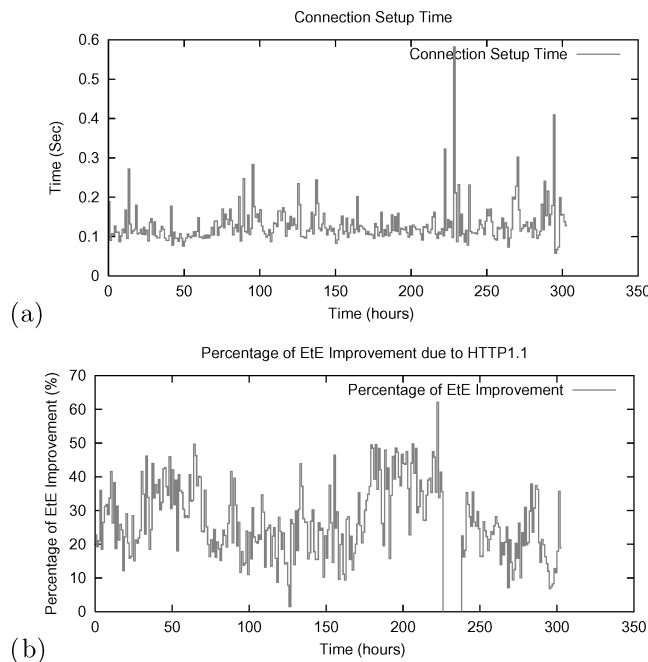 Connection Setup Time
0.6
Connection Setup Time
0.5
0.4
0.3
0.2
0.1
0
Time (Sec)
0 50 100 150 200 250 300 350
Time (hours)
(a)
Percentage of EtE Improvement due to HTTP1.1
70
Percentage of EtE Improvement
60
50
40
30
20
10
0
Percentage of EtE Improvement (%)
0 50 100 150 200 250 300 350
Time (hours)
(b)